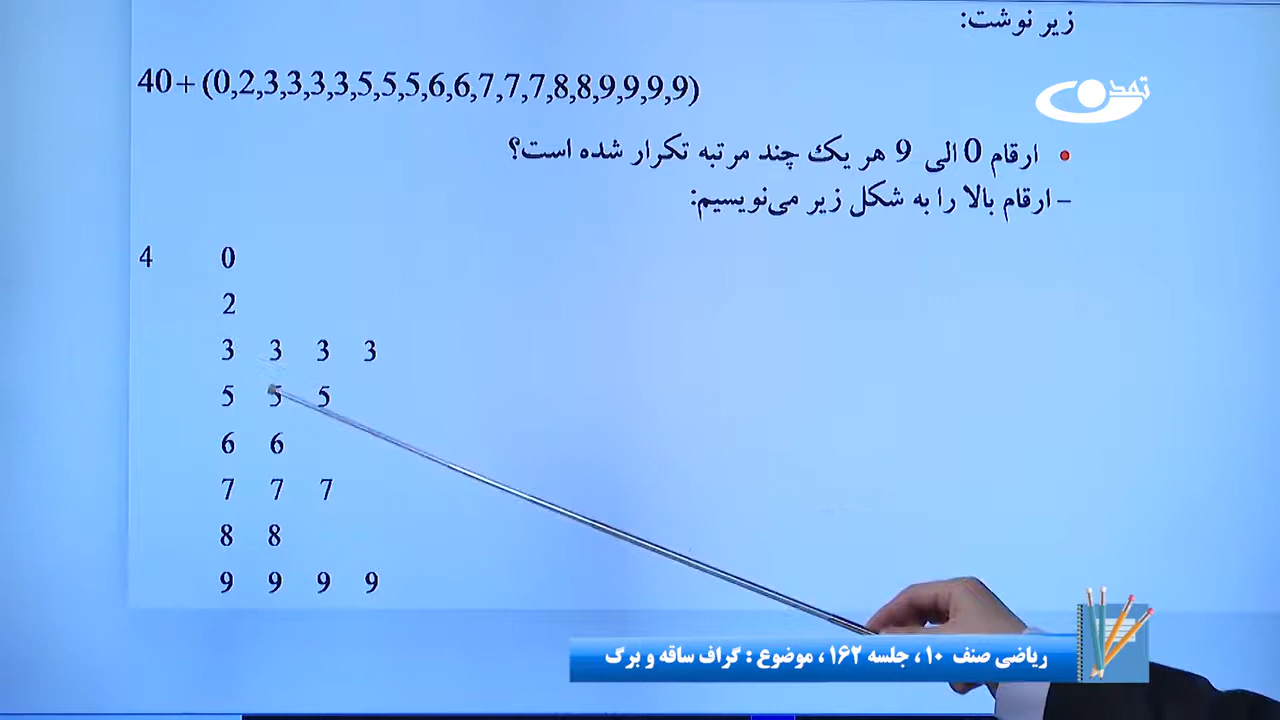 زیر نوشت:
40+(0,2,3,3,3,3,5,5,5,6,6,7,7,7,8,8,9,9,9,9)
تمدن
• ارقام 0 الی 9 هر یک چند مرتبه تکرار شده است؟
– ارقام بالا را به شکل زیر می‌نویسیم:
4 0
2
3 3 3 3
5 5 5
6 6
7 7 7
8 8
9 9 9 9
ریاضی صنف ۱۰، جلسه ۱۶۲، موضوع : گراف ساقه و برگ